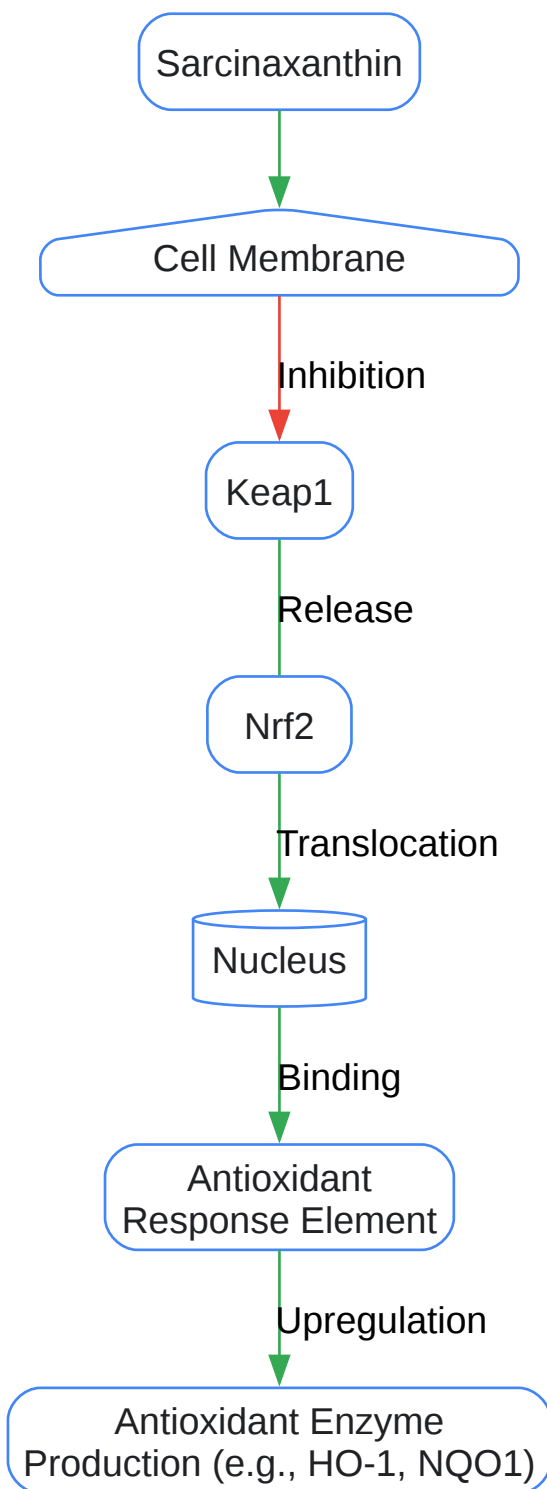 Sarcinaxanthin
Cell Membrane
Inhibition
Keap1
Release
Nrf2
Translocation
Nucleus
Binding
Antioxidant
Response Element
Upregulation
Antioxidant Enzyme
Production (e.g., HO-1, NQO1)